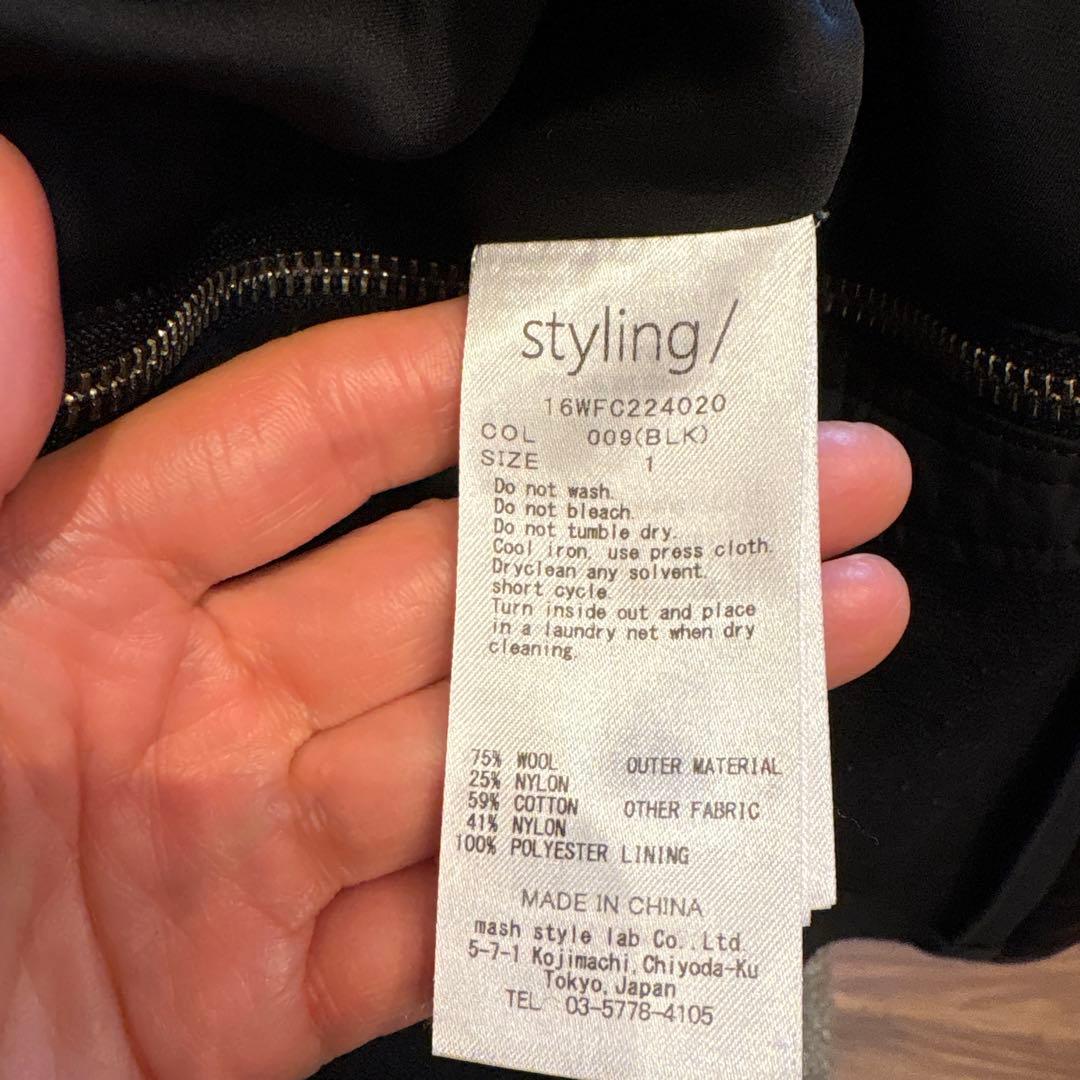 styling/
16WFC224020
COL 009(BLK)
SIZE 1
Do not wash.
Do not bleach.
Do not tumble dry.
Cool iron, use press cloth.
Dryclean any solvent.
short cycle.
Turn inside out and place
in a laundry net when dry
cleaning.
75% WOOL OUTER MATERIAL
25% NYLON
59% COTTON OTHER FABRIC
41% NYLON
100% POLYESTER LINING
MADE IN CHINA
mash style lab Co.,Ltd.
5-7-1 Kojimachi,Chiyoda-Ku
Tokyo,Japan
TEL 03-5778-4105